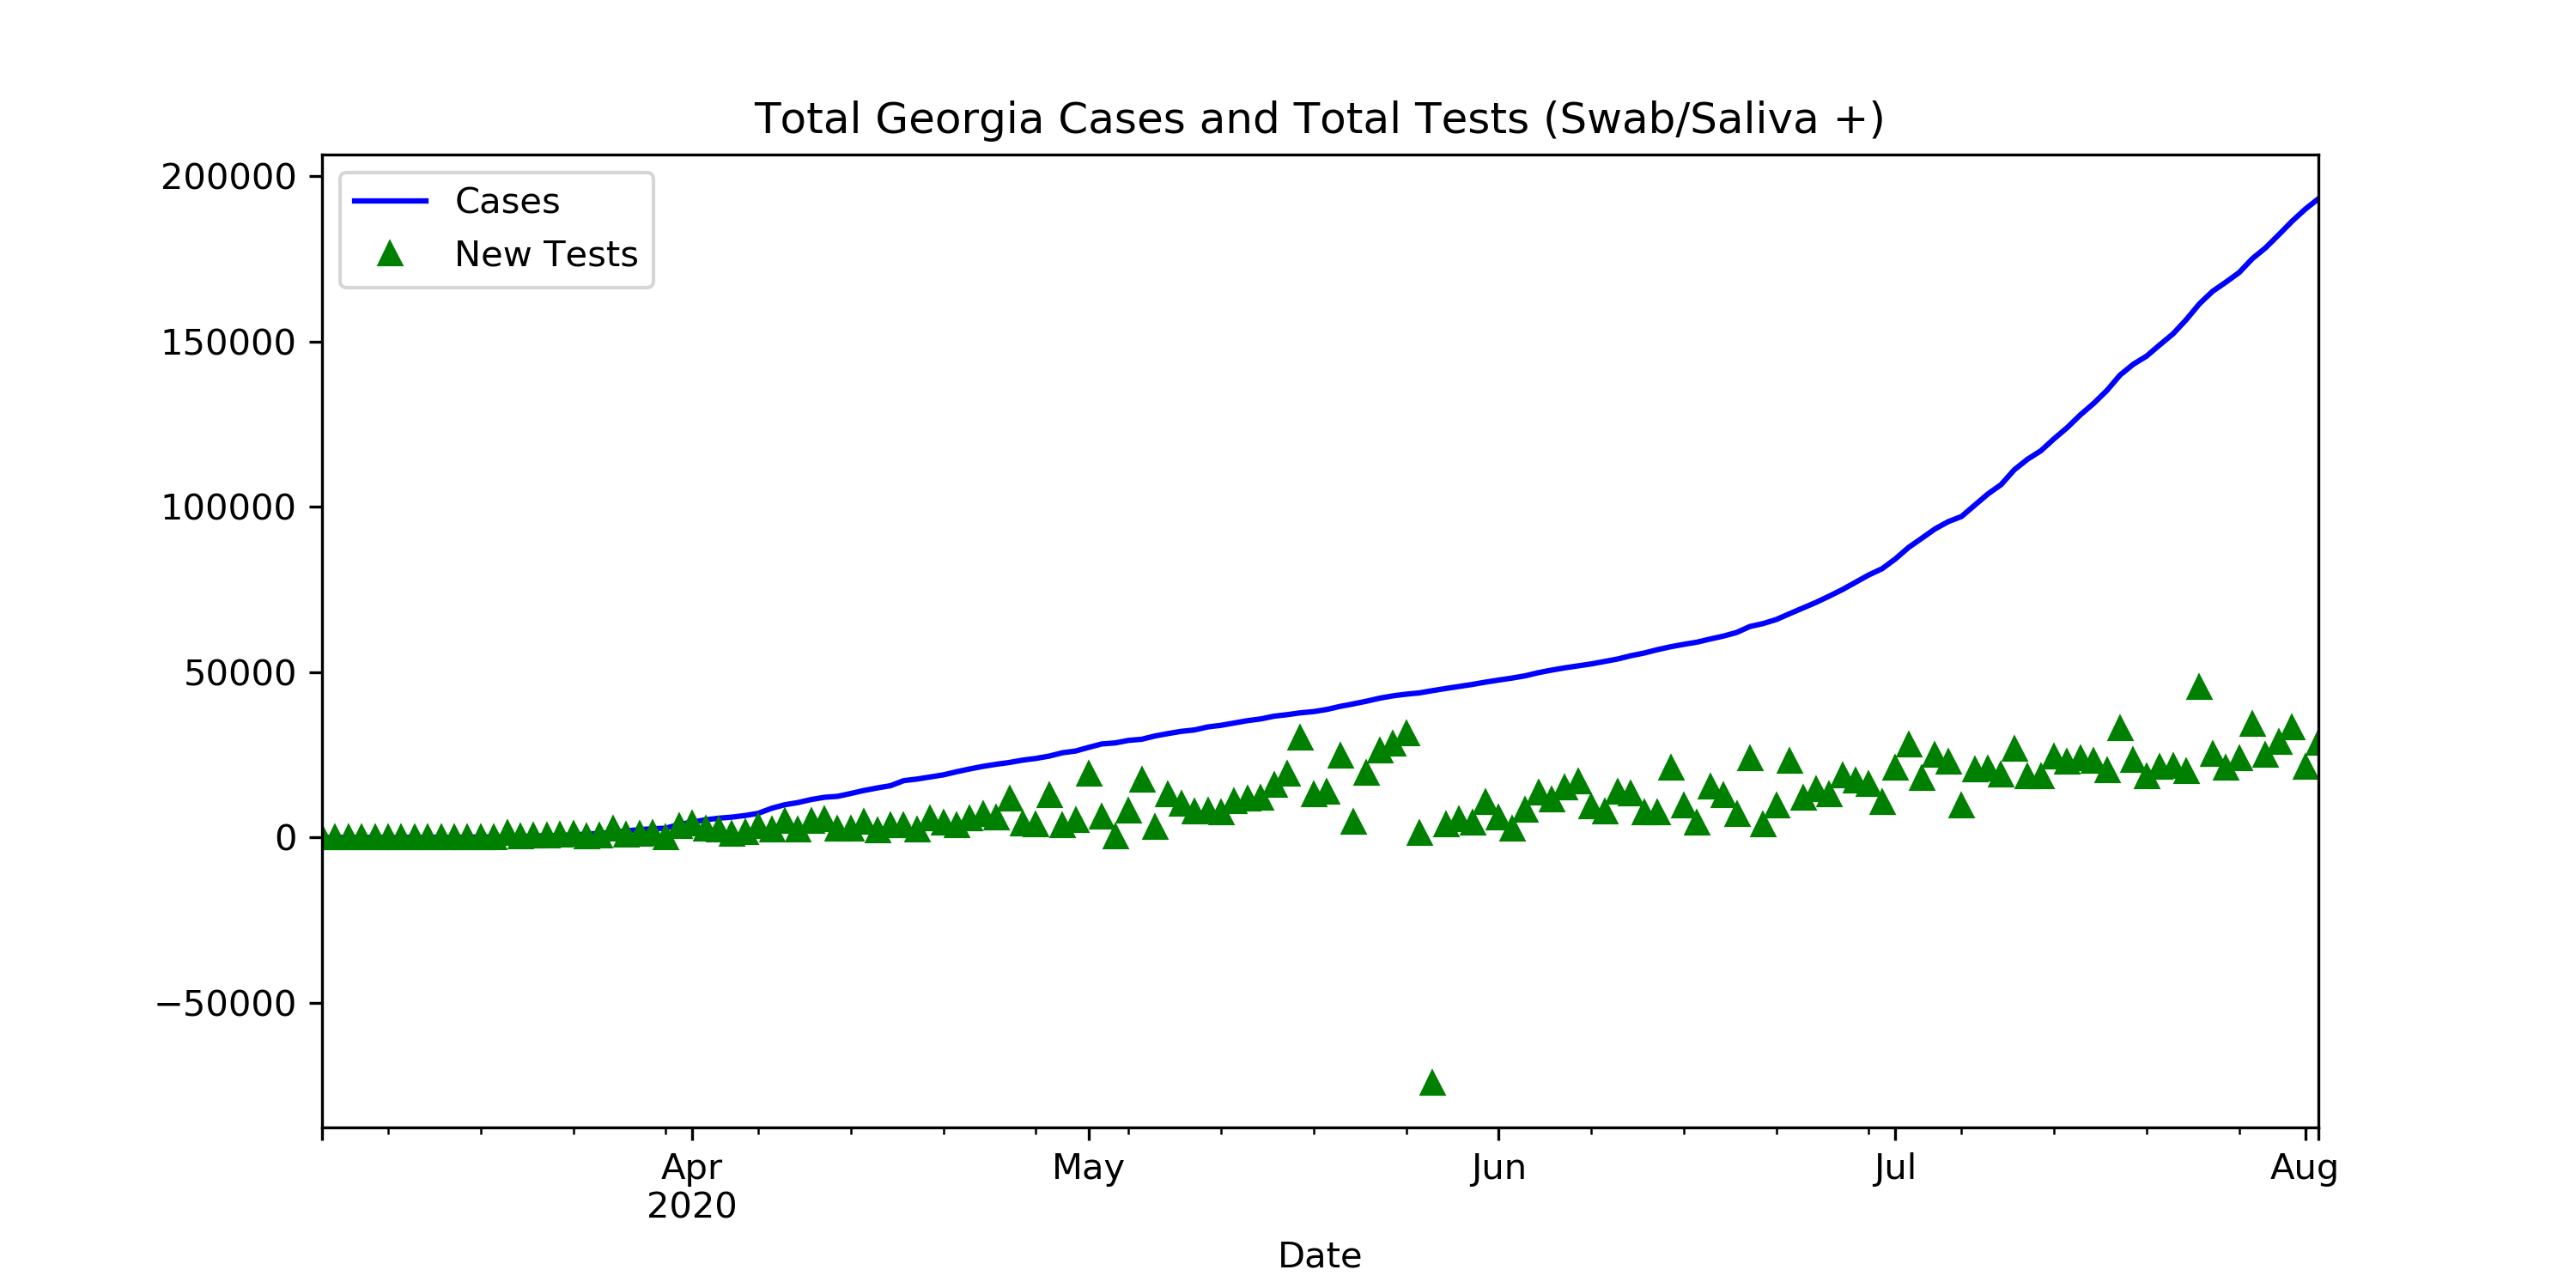 Total Georgia Cases and Total Tests (Swab/Saliva +)
200000
Cases
New Tests
150000
100000
50000
0
−50000
Apr May Jun Jul Aug
2020
Date